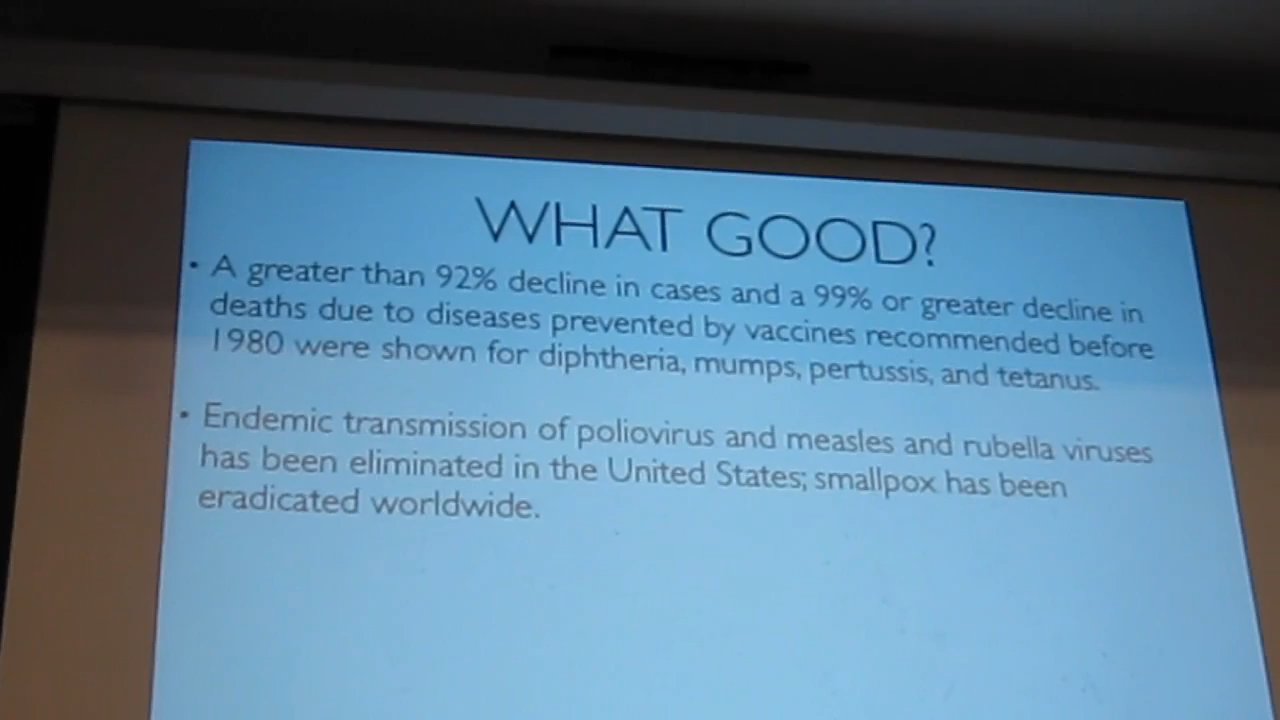 WHAT GOOD?
• A greater than 92% decline in cases and a 99% or greater decline in
deaths due to diseases prevented by vaccines recommended before
1980 were shown for diphtheria, mumps, pertussis, and tetanus.
• Endemic transmission of poliovirus and measles and rubella viruses
has been eliminated in the United States; smallpox has been
eradicated worldwide.